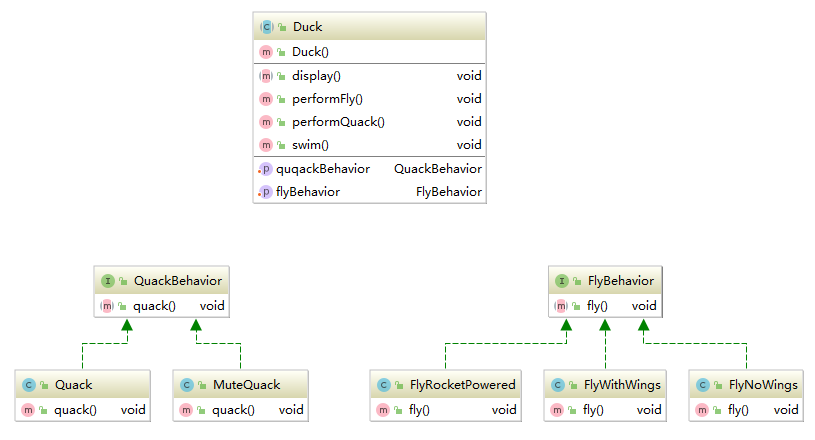 Duck
Duck()
display() void
performFly() void
performQuack() void
swim() void
quqackBehavior QuackBehavior
flyBehavior FlyBehavior
QuackBehavior
quack() void
FlyBehavior
fly() void
Quack
quack() void
MuteQuack
quack() void
FlyRocketPowered
fly() void
FlyWithWings
fly() void
FlyNoWings
fly() void